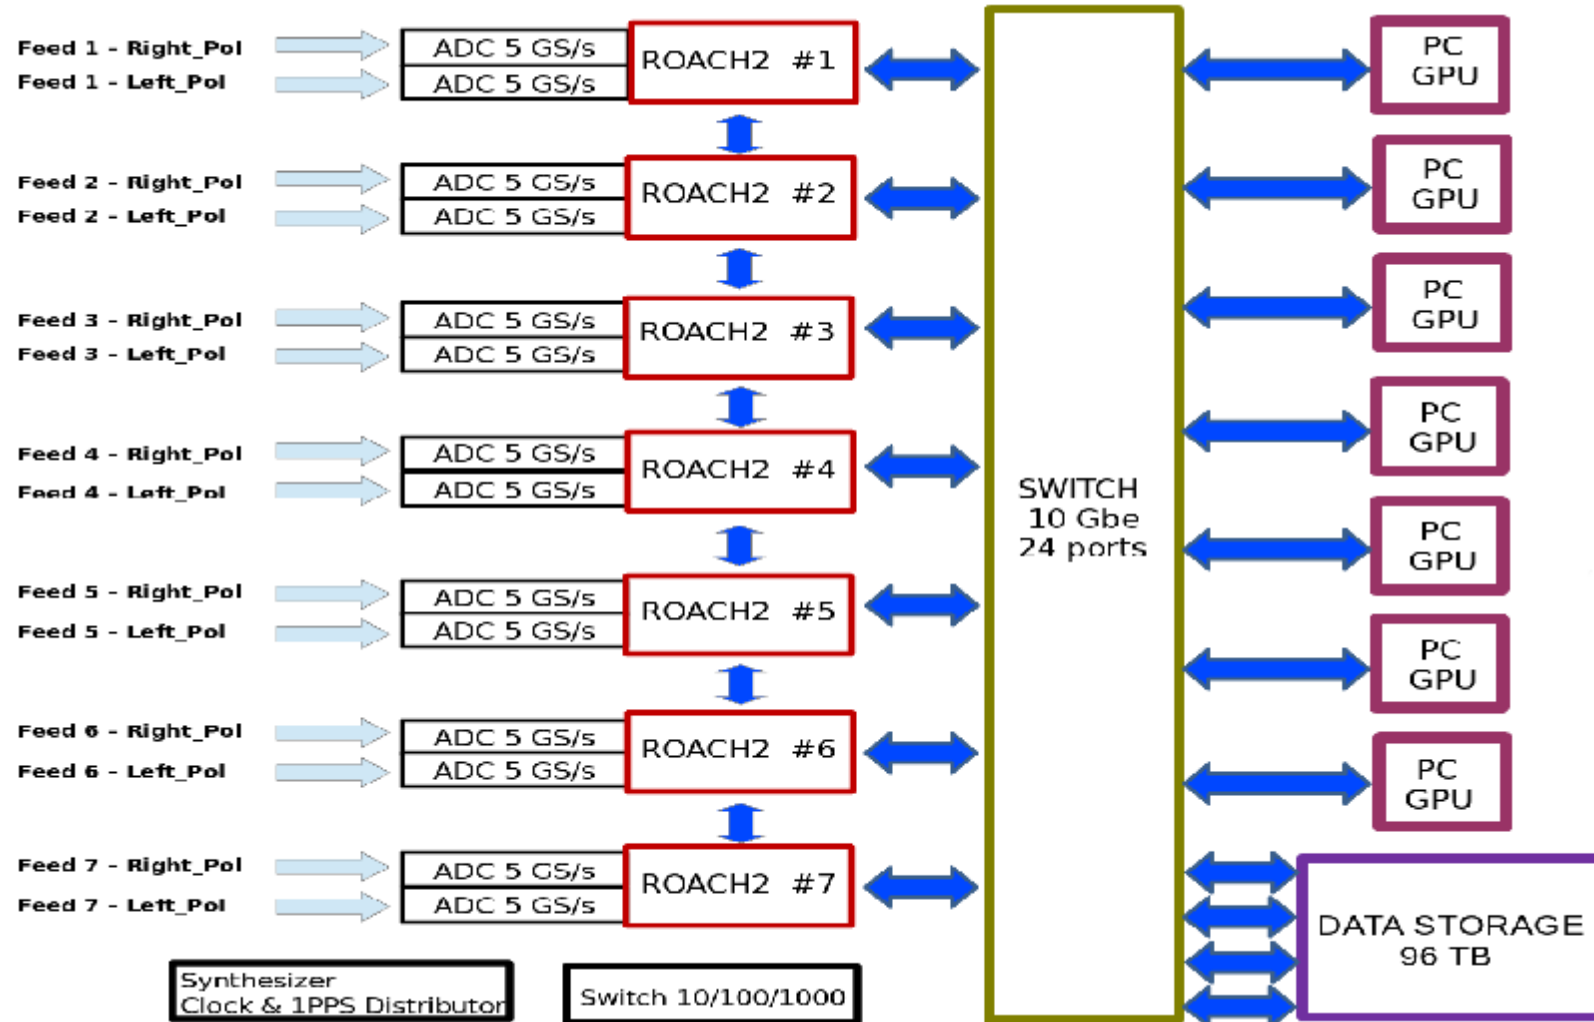 Feed 1 - Right_Pol
Feed 1 - Left_Pol
ADC 5 GS/s
ADC 5 GS/s
ROACH2 #1
Feed 2 - Right_Pol
Feed 2 - Left_Pol
ADC 5 GS/s
ADC 5 GS/s
ROACH2 #2
Feed 3 - Right_Pol
Feed 3 - Left_Pol
ADC 5 GS/s
ADC 5 GS/s
ROACH2 #3
Feed 4 - Right_Pol
Feed 4 - Left_Pol
ADC 5 GS/s
ADC 5 GS/s
ROACH2 #4
Feed 5 - Right_Pol
Feed 5 - Left_Pol
ADC 5 GS/s
ADC 5 GS/s
ROACH2 #5
Feed 6 - Right_Pol
Feed 6 - Left_Pol
ADC 5 GS/s
ADC 5 GS/s
ROACH2 #6
Feed 7 - Right_Pol
Feed 7 - Left_Pol
ADC 5 GS/s
ADC 5 GS/s
ROACH2 #7
Synthesizer
Clock & 1PPS Distributor
Switch 10/100/1000
SWITCH
10 Gbe
24 ports
PC
GPU
PC
GPU
PC
GPU
PC
GPU
PC
GPU
PC
GPU
PC
GPU
DATA STORAGE
96 TB